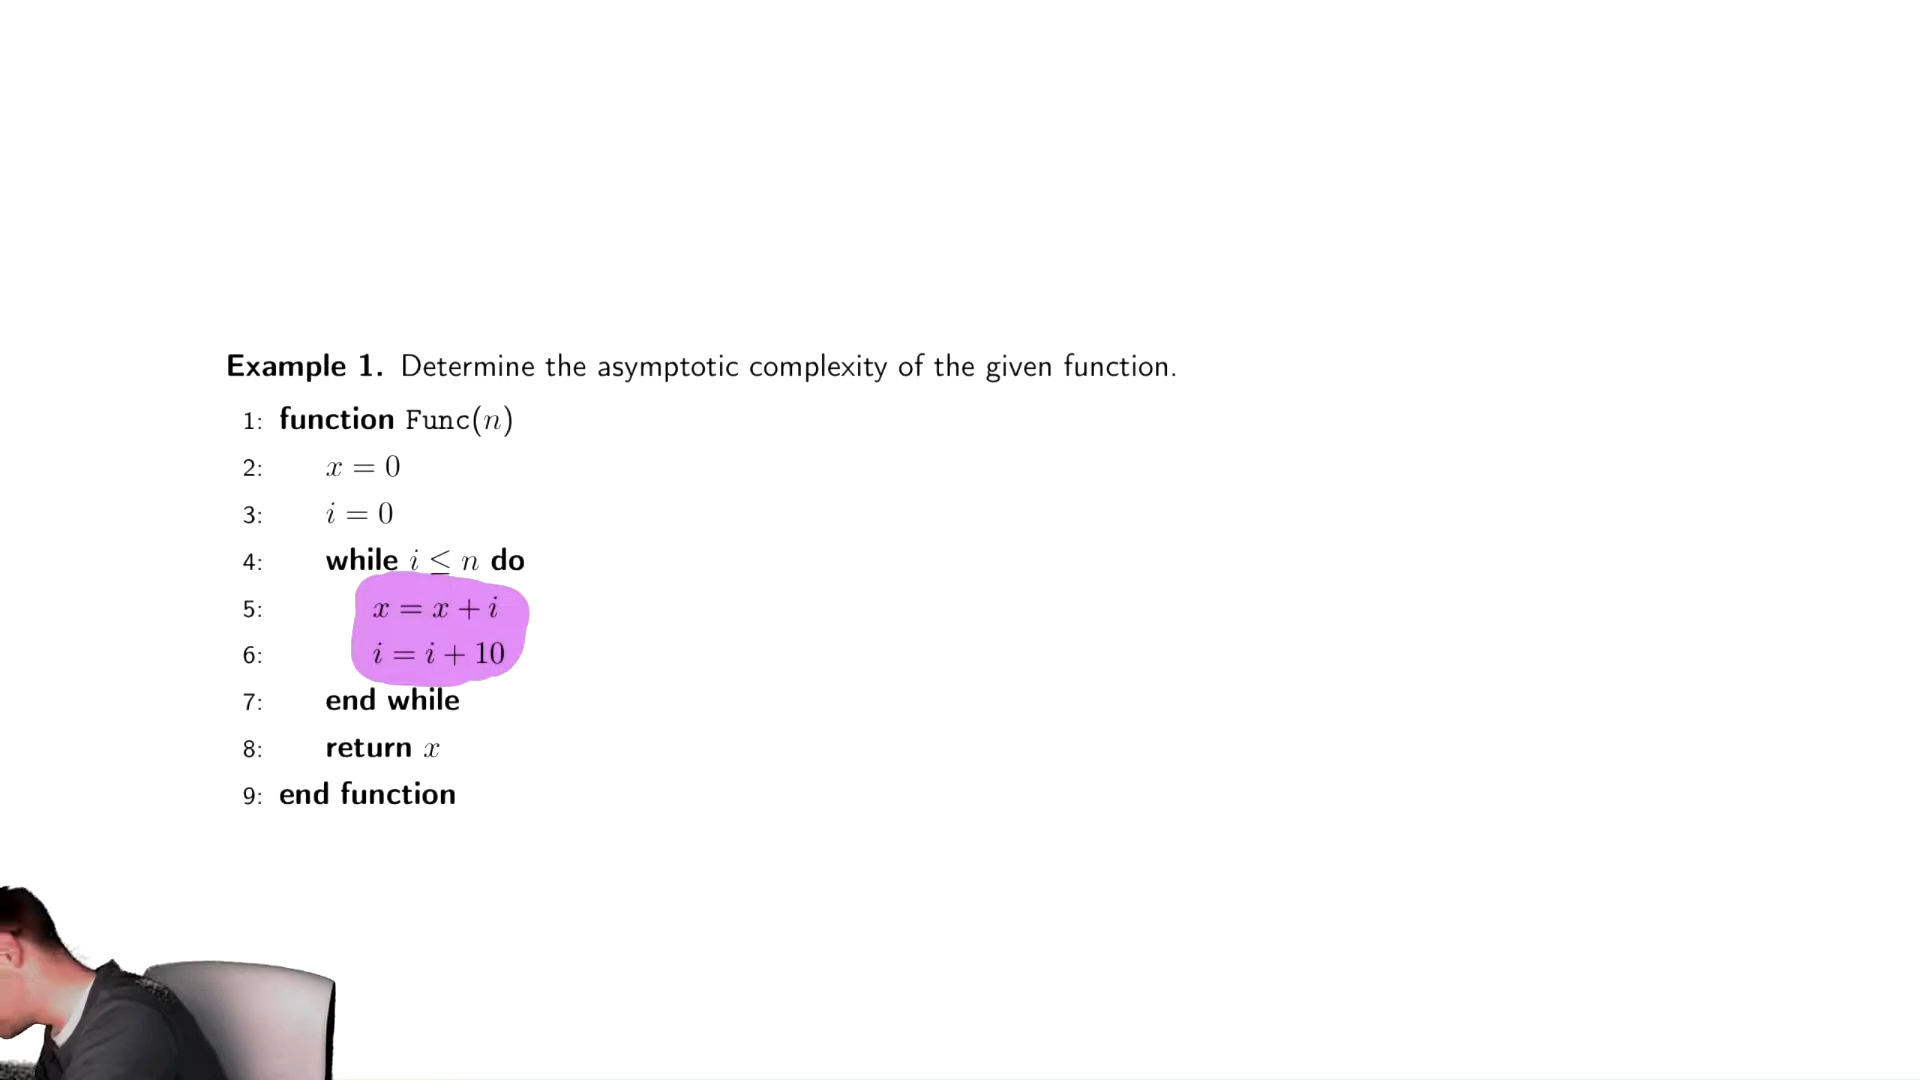 Example 1. Determine the asymptotic complexity of the given function.
1: function Func(n)
2: x = 0
3: i = 0
4: while i ≤ n do
5: x = x + i
6: i = i + 10
7: end while
8: return x
9: end function